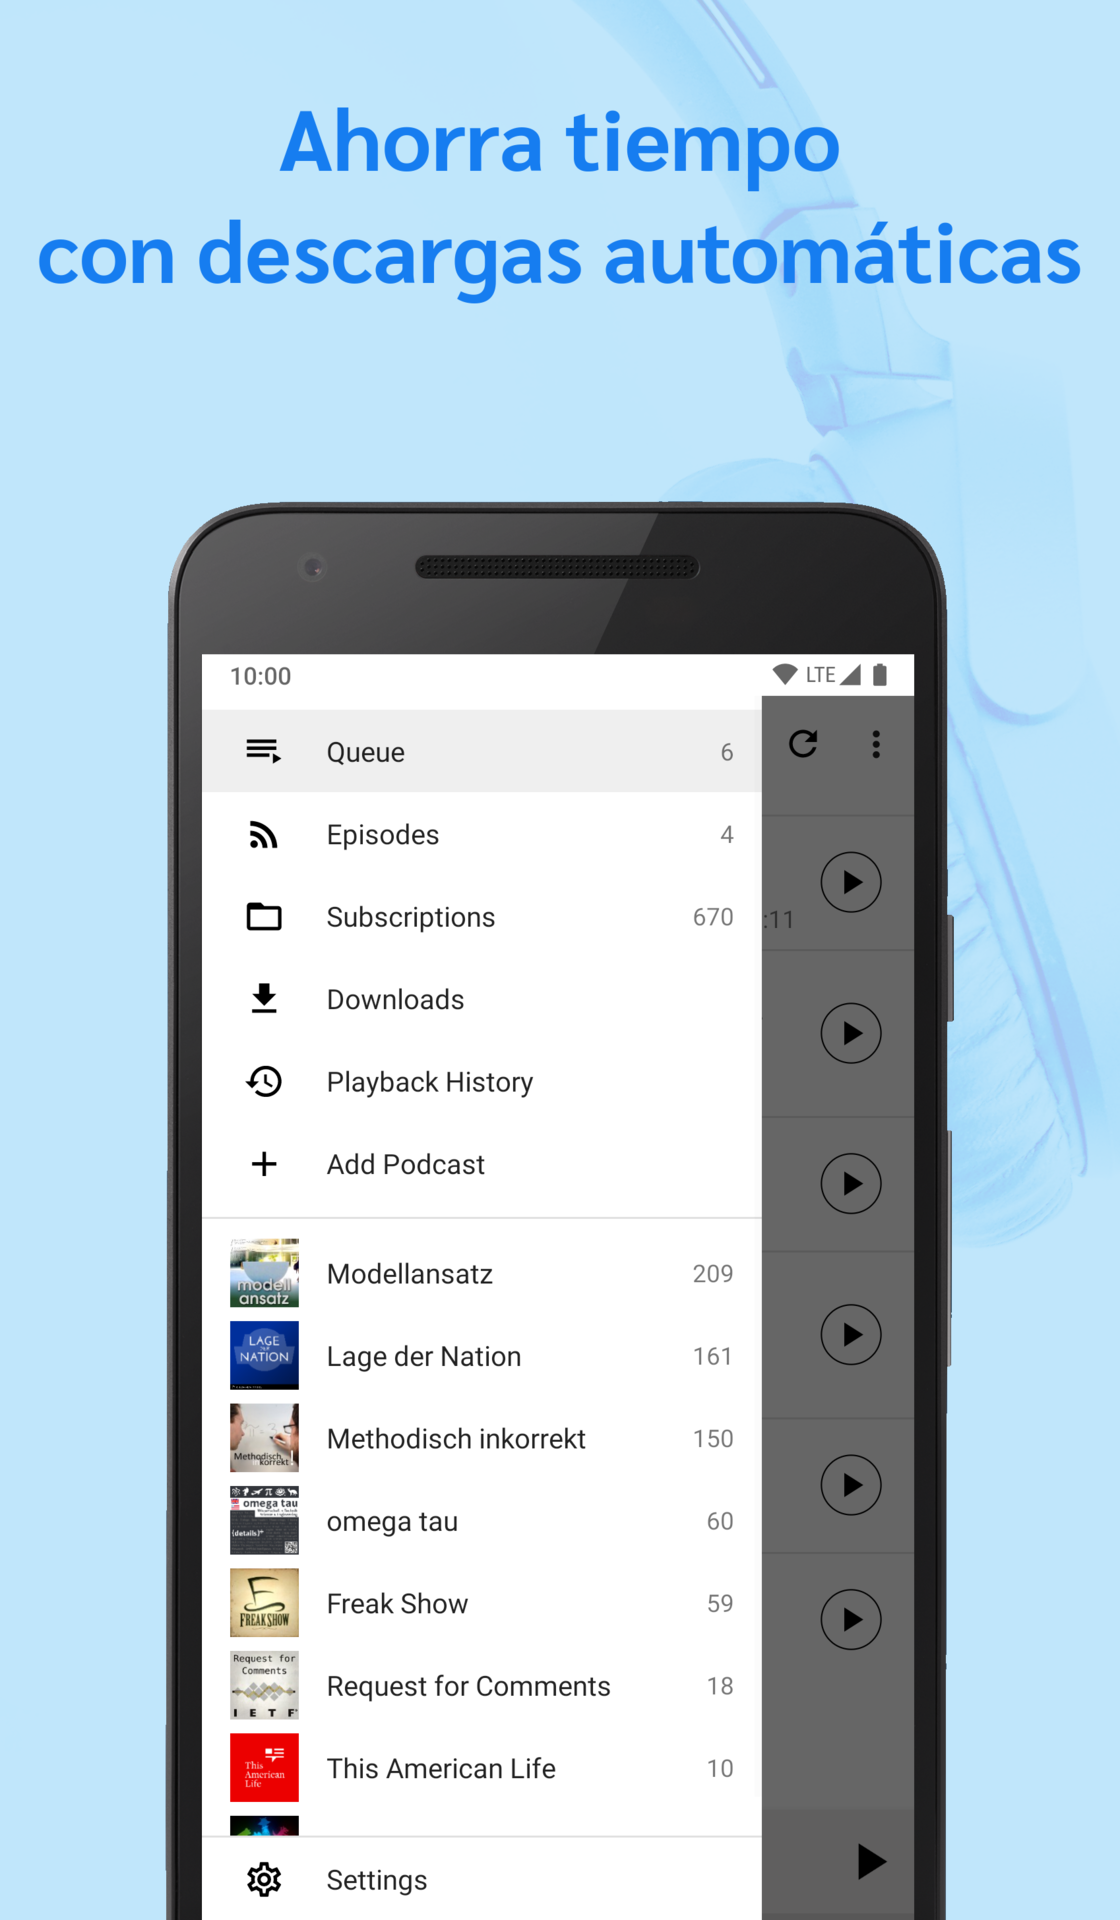 Ahorra tiempo
con descargas automáticas
10:00 LTE
Queue 6
Episodes 4
Subscriptions 670
:11
Downloads
Playback History
Add Podcast
modell
ansatz
Modellansatz 209
LAGE
DER
NATION
Lage der Nation 161
Methodisch
korrekt!
Methodisch inkorrekt 150
omega tau
{details}
omega tau 60
FREAK SHOW
Freak Show 59
Request for
Comments
I E T F
Request for Comments 18
This
American
Life
This American Life 10
Settings